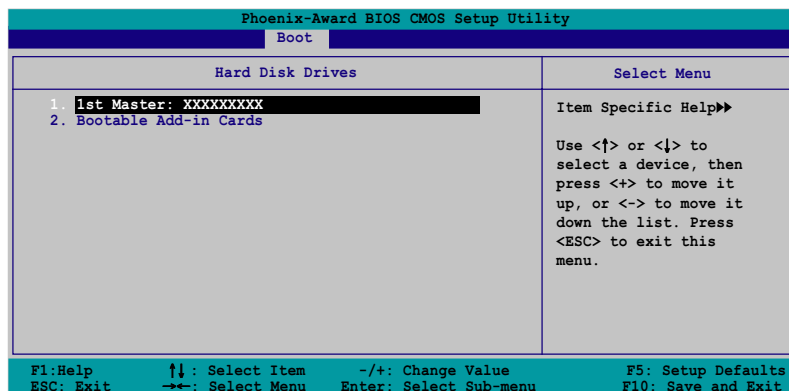 Phoenix-Award BIOS CMOS Setup Utility
Boot
Hard Disk Drives
Select Menu
1. 1st Master: XXXXXXXXX
2. Bootable Add-in Cards
Item Specific Help▶▶
Use <↑> or <↓> to
select a device, then
press <+> to move it
up, or <-> to move it
down the list. Press
<ESC> to exit this
menu.
F1:Help ↑↓ : Select Item -/+: Change Value F5: Setup Defaults
ESC: Exit →←: Select Menu Enter: Select Sub-menu F10: Save and Exit